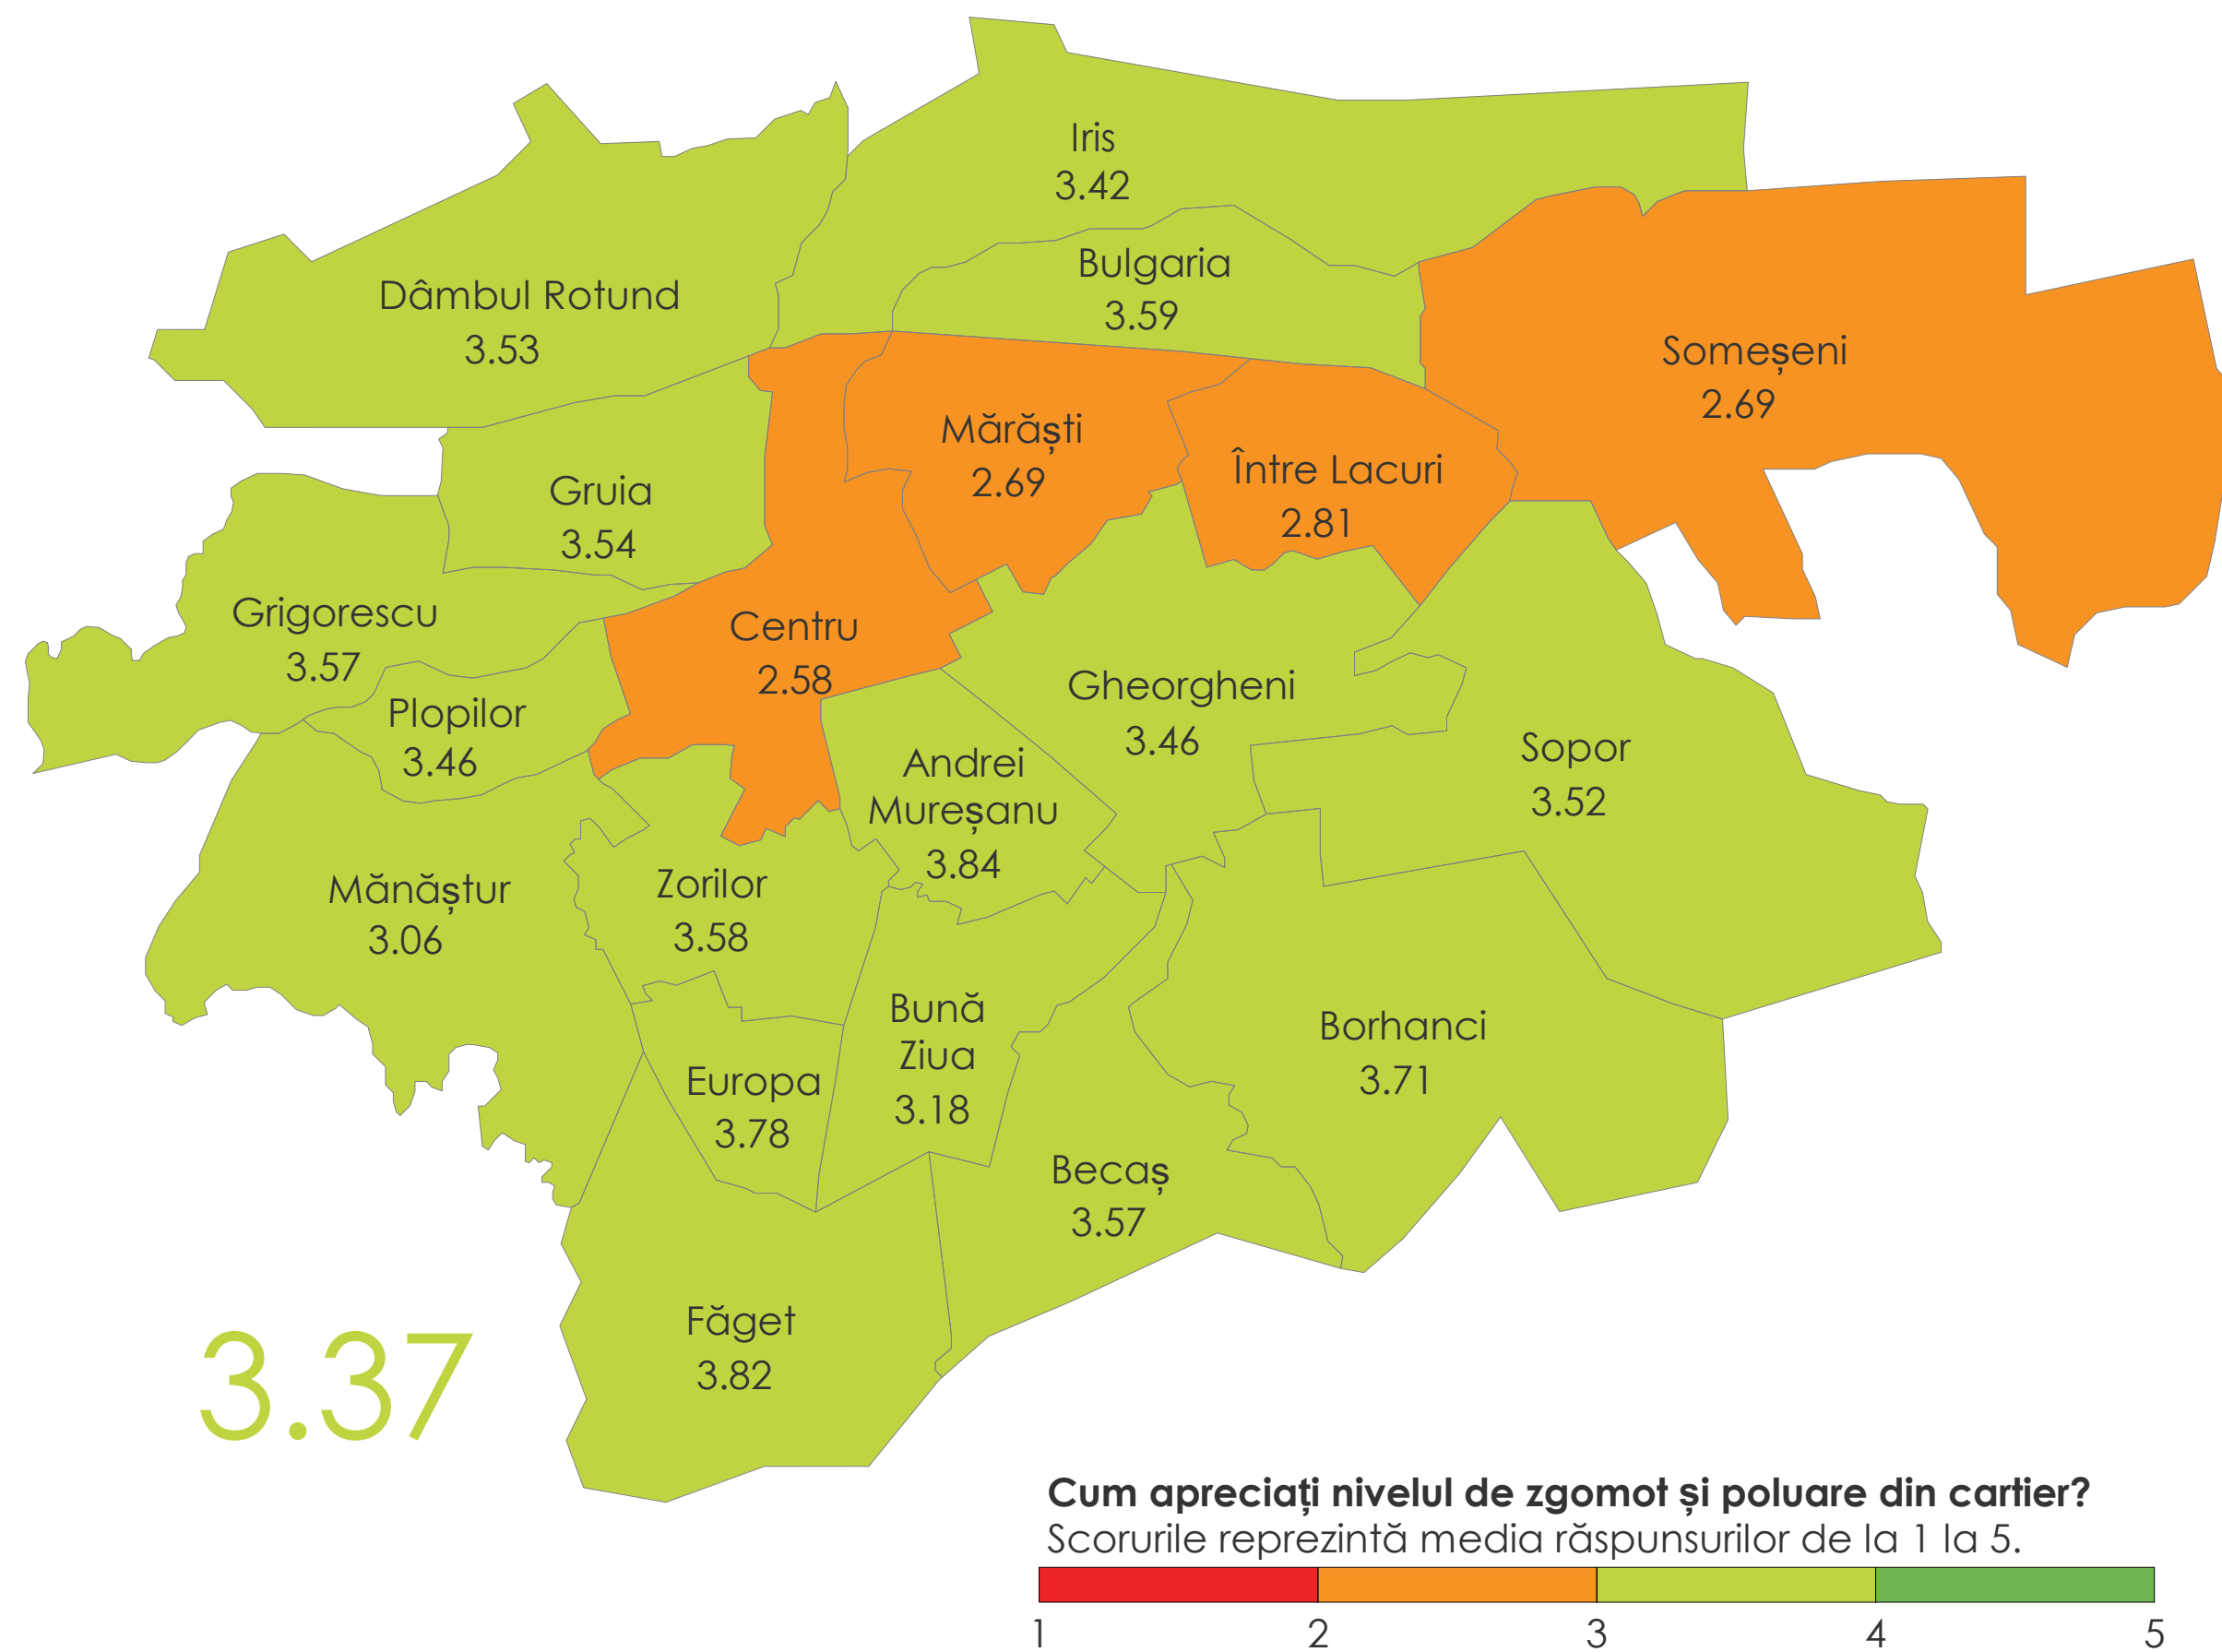 Iris
3.42
Bulgaria
3.59
Dâmbul Rotund
3.53
Someșeni
2.69
Mărăști
2.69
Între Lacuri
2.81
Gruia
3.54
Grigorescu
3.57
Centru
2.58
Plopilor
3.46
Gheorgheni
3.46
Andrei
Mureșanu
3.84
Sopor
3.52
Mănăștur
3.06
Zorilor
3.58
Bună
Ziua
3.18
Borhanci
3.71
Europa
3.78
Becaș
3.57
Făget
3.82
3.37
Cum apreciați nivelul de zgomot și poluare din cartier?
Scorurile reprezintă media răspunsurilor de la 1 la 5.
1 2 3 4 5